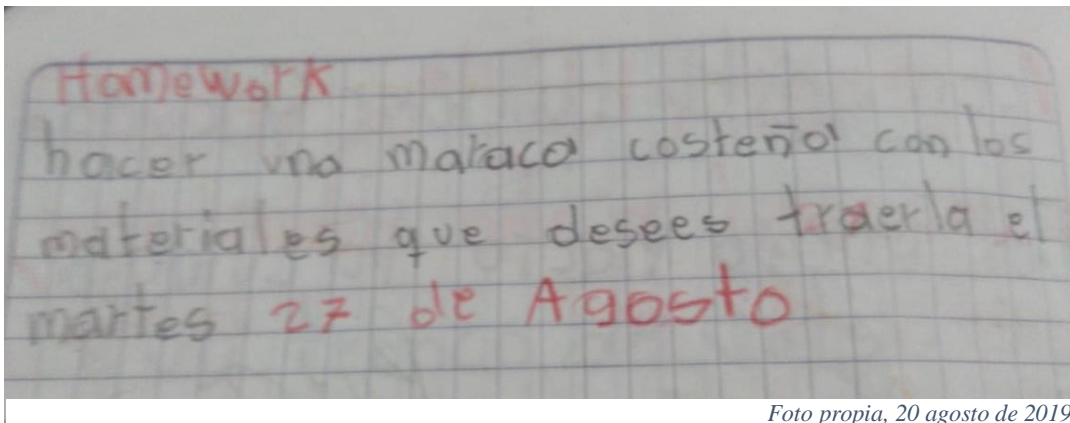 Homework
hacer una maraca costeña con los
materiales que desees traerla el
martes 27 de Agosto
Foto propia, 20 agosto de 2019